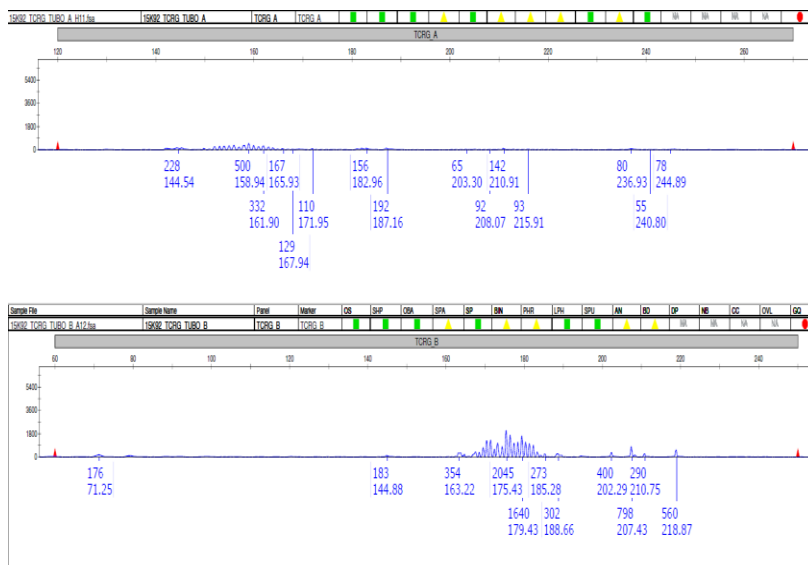 15K92_TCRG_TUBO_A_H11.fsa 15K92_TCRG_TUBO_A TCRG_A TCRG_A NA NA NA NA
TCRG_A
120 140 160 180 200 220 240 260
5400
3600
1800
0
228 500 167 156 65 142 80 78
144.54 158.94 165.93 182.96 203.30 210.91 236.93 244.89
332 110 192 92 93 55
161.90 171.95 187.16 208.07 215.91 240.80
129
167.94
Sample File Sample Name Panel Marker OS SHP OBA SPA SP BIN PHR LPH SPU AN BD DP NB CC OVL GQ
15K92_TCRG_TUBO_B_A12.fsa 15K92_TCRG_TUBO_B TCRG_B TCRG_B NA NA NA NA
TCRG_B
60 80 100 120 140 160 180 200 220 240
5400
3600
1800
0
176 183 354 2045 273 400 290
71.25 144.88 163.22 175.43 185.28 202.29 210.75
1640 302 798 560
179.43 188.66 207.43 218.87